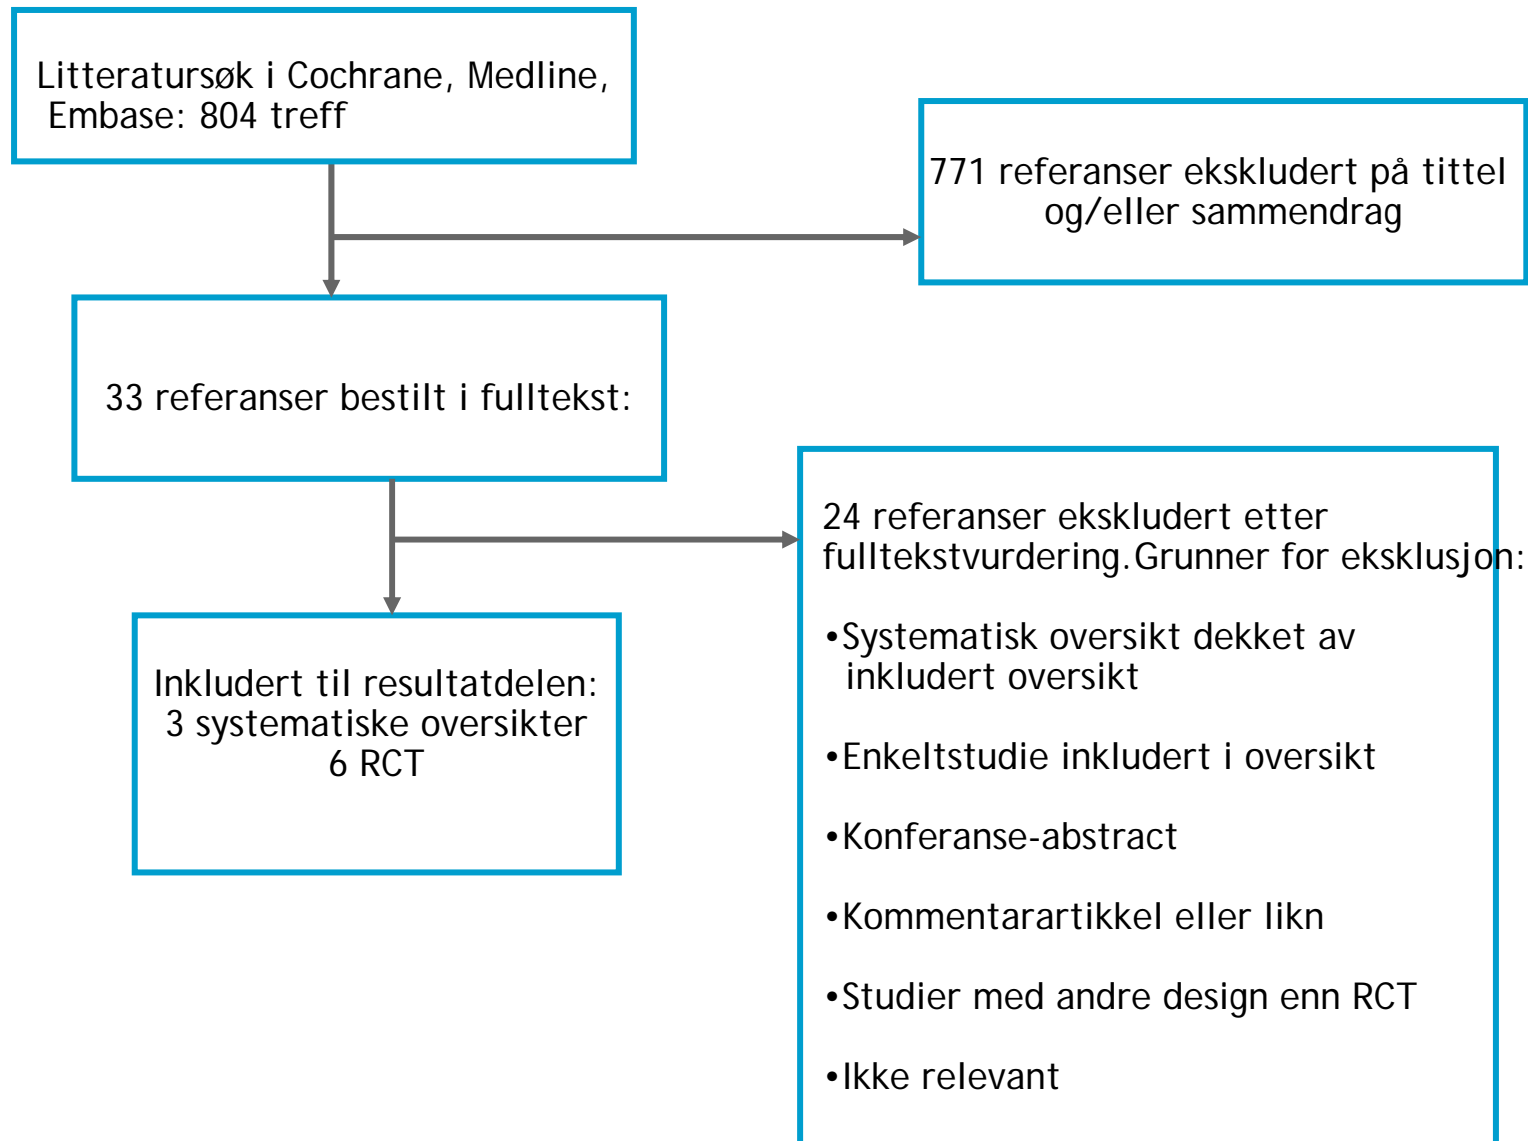 Litteratursøk i Cochrane, Medline,
Embase: 804 treff
771 referanser ekskludert på tittel
og/eller sammendrag
33 referanser bestilt i fulltekst:
24 referanser ekskludert etter
fulltekstvurdering.Grunner for eksklusjon:
•Systematisk oversikt dekket av
inkludert oversikt
•Enkeltstudie inkludert i oversikt
•Konferanse-abstract
•Kommentarartikkel eller likn
•Studier med andre design enn RCT
•Ikke relevant
Inkludert til resultatdelen:
3 systematiske oversikter
6 RCT